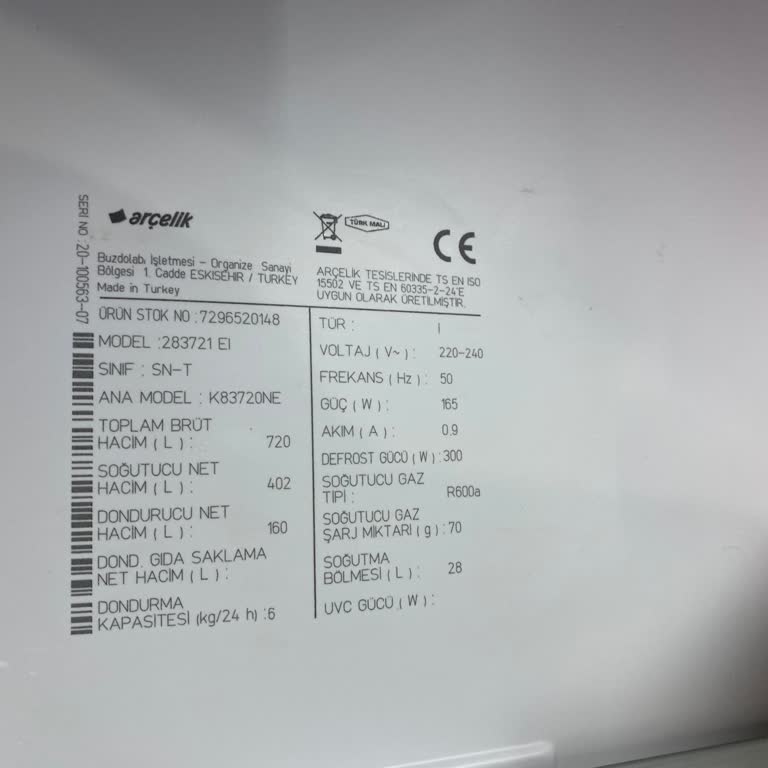 SERI NO :20-100563-07
arçelik
TÜRK MALI
CE
Buzdolabı İşletmesi - Organize Sanayi
Bölgesi 1. Cadde ESKİSEHİR / TURKEY
Made in Turkey
ARÇELİK TESİSLERİNDE TS EN ISO
15502 VE TS EN 60335-2-24'E
UYGUN OLARAK ÜRETİLMİŞTİR.
ÜRÜN STOK NO :7296520148
MODEL :283721 EI
SINIF : SN-T
ANA MODEL : K83720NE
TOPLAM BRÜT
HACİM ( L ) : 720
SOĞUTUCU NET
HACİM ( L ) : 402
DONDURUCU NET
HACİM ( L ) : 160
DOND. GIDA SAKLAMA
NET HACİM ( L ) :
DONDURMA
KAPASİTESİ (kg/24 h) :6
TÜR : I
VOLTAJ ( V~ ) : 220-240
FREKANS ( Hz ) : 50
GÜÇ ( W ) : 165
AKIM ( A ) : 0.9
DEFROST GÜCÜ ( W ) :300
SOĞUTUCU GAZ
TİPİ : R600a
SOĞUTUCU GAZ
ŞARJ MİKTARI ( g ) :70
SOĞUTMA
BÖLMESİ ( L ) : 28
UVC GÜCÜ ( W ) :